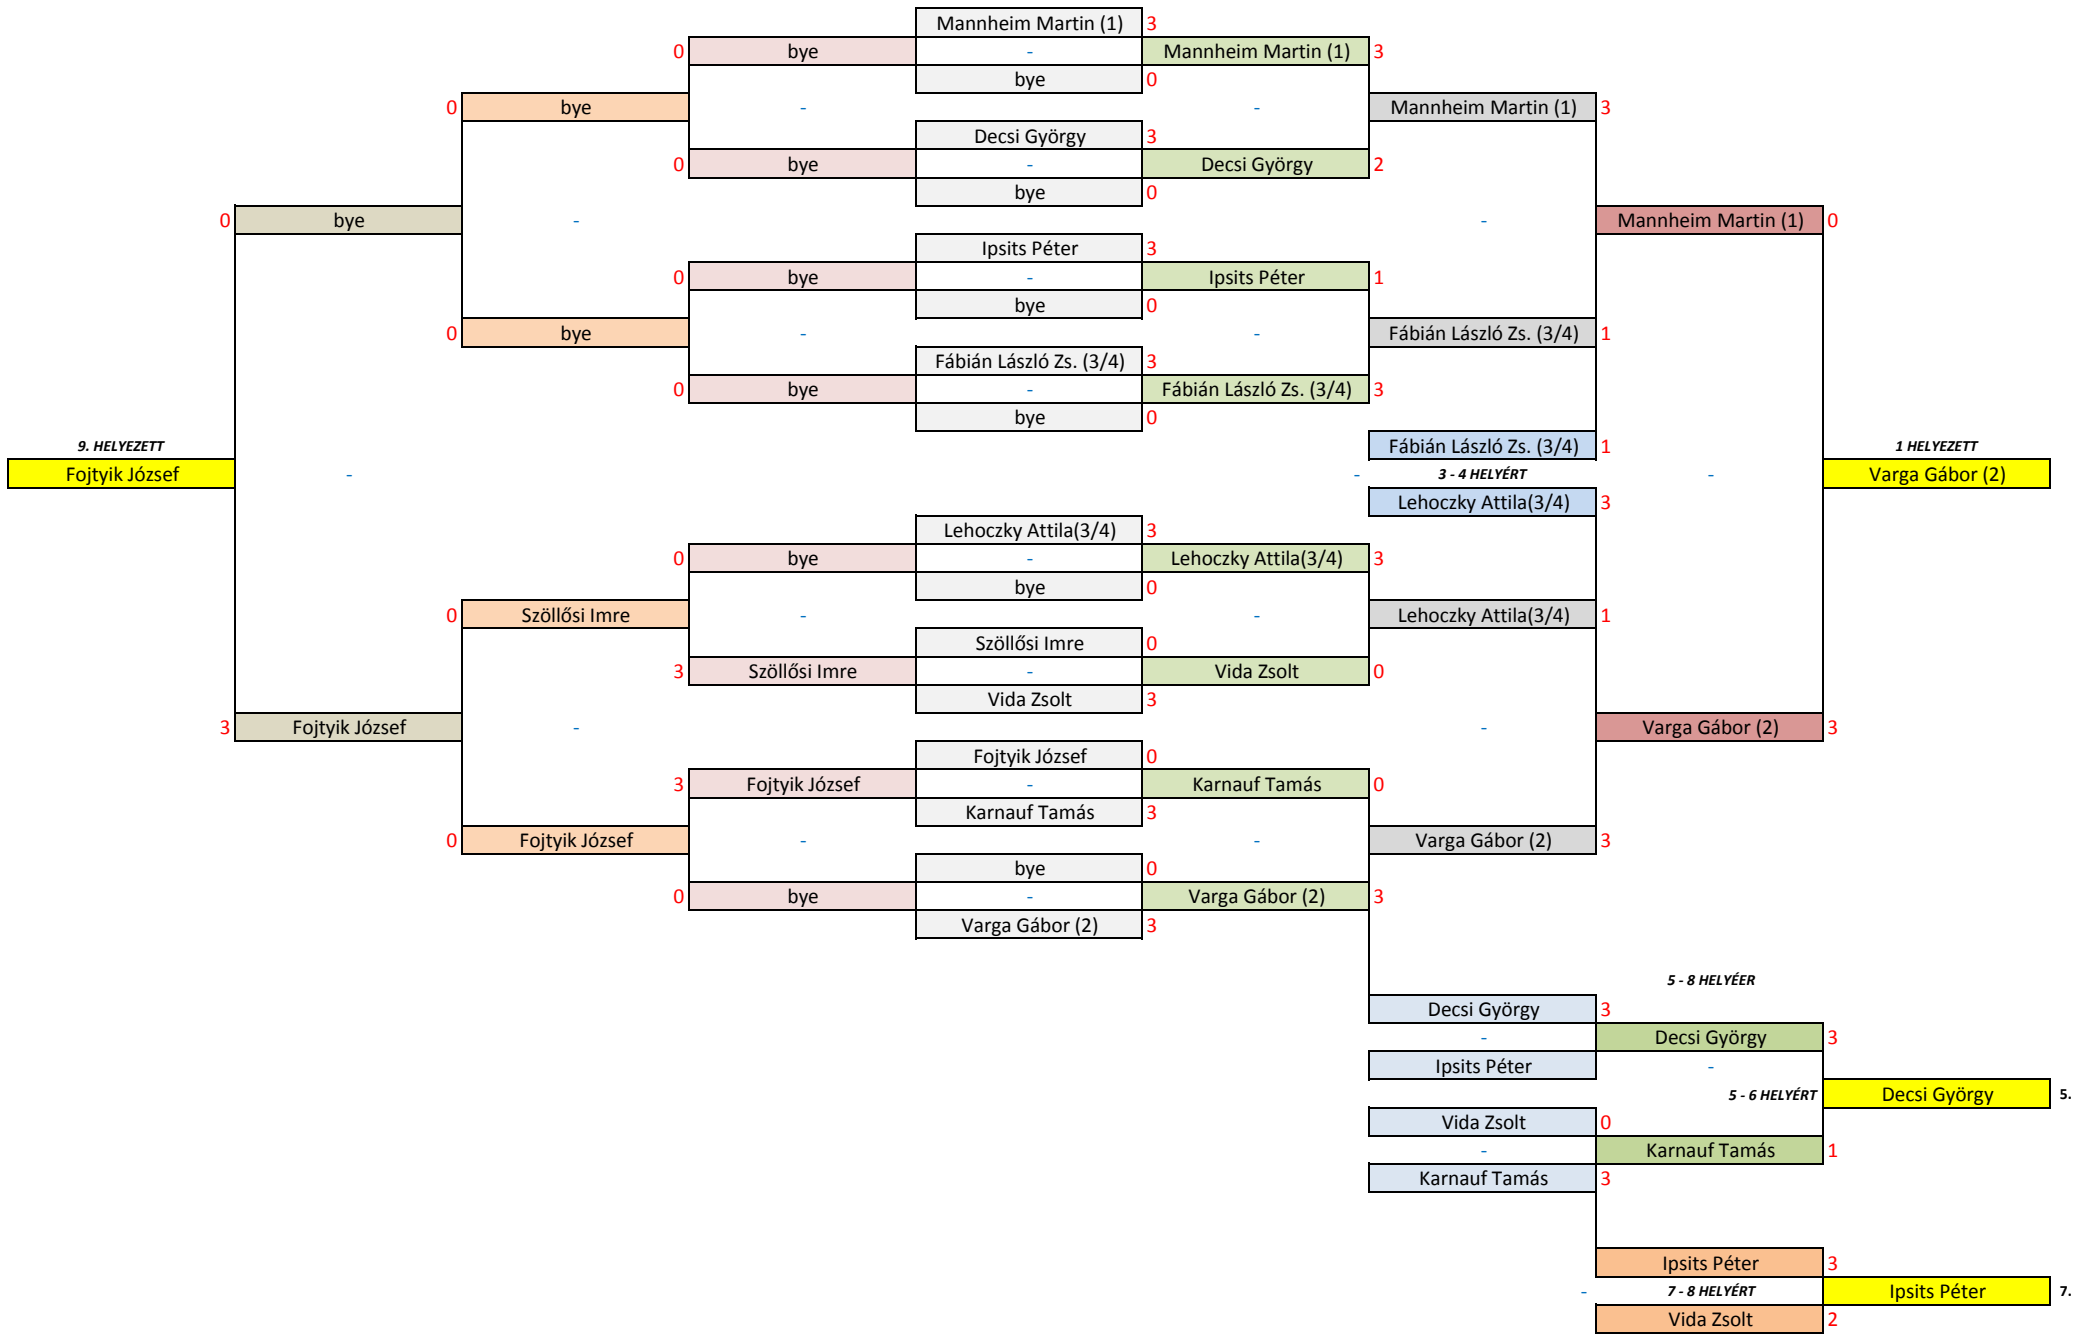 Mannheim Martin (1) 3
0 bye - Mannheim Martin (1) 3
bye 0
0 bye - - Mannheim Martin (1) 3
Decsi György 3
0 bye - Decsi György 2
bye 0
0 bye - - Mannheim Martin (1) 0
Ipsits Péter 3
0 bye - Ipsits Péter 1
bye 0
0 bye - - Fábián László Zs. (3/4) 1
Fábián László Zs. (3/4) 3
0 bye - Fábián László Zs. (3/4) 3
bye 0
9. HELYEZETT Fábián László Zs. (3/4) 1 1 HELYEZETT
Fojtyik József - - 3 - 4 HELYÉRT - Varga Gábor (2)
Lehoczky Attila(3/4) 3
Lehoczky Attila(3/4) 3
0 bye - Lehoczky Attila(3/4) 3
bye 0
0 Szöllősi Imre - - Lehoczky Attila(3/4) 1
Szöllősi Imre 0
3 Szöllősi Imre - Vida Zsolt 0
Vida Zsolt 3
3 Fojtyik József - - Varga Gábor (2) 3
Fojtyik József 0
3 Fojtyik József - Karnauf Tamás 0
Karnauf Tamás 3
0 Fojtyik József - - Varga Gábor (2) 3
bye 0
0 bye - Varga Gábor (2) 3
Varga Gábor (2) 3
5 - 8 HELYÉER
Decsi György 3
- Decsi György 3
Ipsits Péter -
5 - 6 HELYÉRT Decsi György 5.
Vida Zsolt 0
- Karnauf Tamás 1
Karnauf Tamás 3
Ipsits Péter 3
- 7 - 8 HELYÉRT Ipsits Péter 7.
Vida Zsolt 2